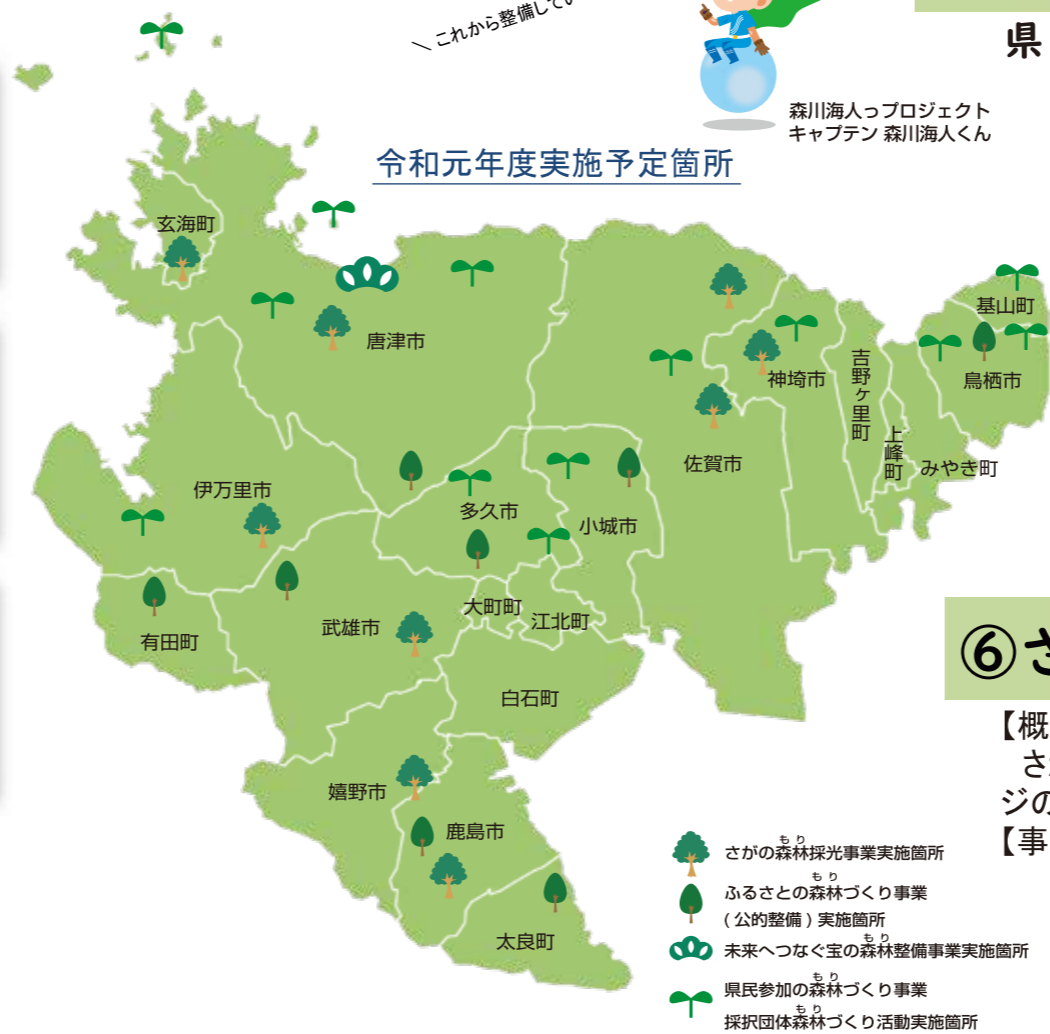 \ これから整備してい
県
森川海人っプロジェクト
キャプテン 森川海人くん
令和元年度実施予定箇所
玄海町
唐津市
基山町
鳥栖市
神埼市
吉野ヶ里町
上峰町
みやき町
佐賀市
伊万里市
多久市
小城市
大町町
江北町
有田町
武雄市
白石町
嬉野市
鹿島市
太良町
⑥さ
【概
ジの
【事
もり
さがの森林採光事業実施箇所
もり
ふるさとの森林づくり事業
( 公的整備 ) 実施箇所
もり
未来へつなぐ宝の森林整備事業実施箇所
もり
県民参加の森林づくり事業
もり
採択団体森林づくり活動実施箇所